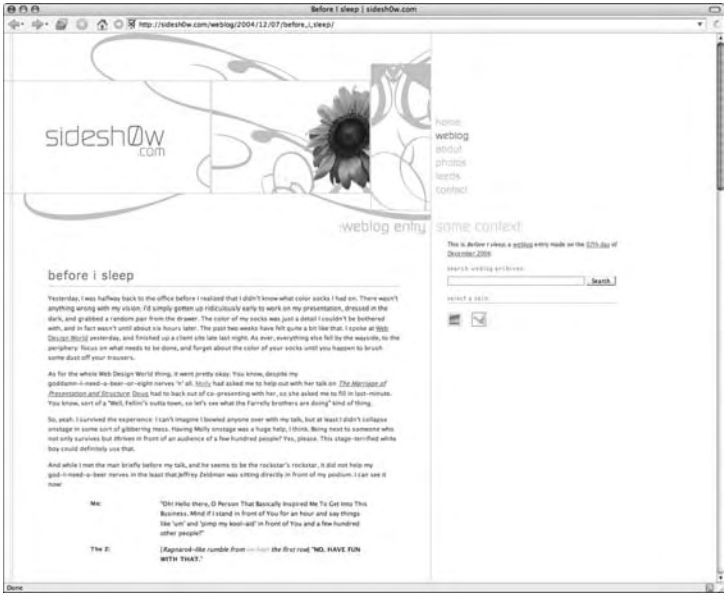 Before I sleep | sidesh0w.com
http://sidesh0w.com/weblog/2004/12/07/before_i_sleep/
sidesh0w
.com
home
weblog
about
photos
feeds
contact
:weblog entry
some context:
This is Before I sleep, a weblog entry made on the 07th day of
December 2004.
search weblog archives:
Search
select a skin:
before i sleep
Yesterday, I was halfway back to the office before I realized that I didn't know what color socks I had on. There wasn't
anything wrong with my vision; I'd simply gotten up ridiculously early to work on my presentation, dressed in the
dark, and grabbed a random pair from the drawer. The color of my socks was just a detail I couldn't be bothered
with, and in fact wasn't until about six hours later. The past two weeks have felt quite a bit like that. I spoke at Web
Design World yesterday, and finished up a client site late last night. As ever, everything else fell by the wayside, to the
periphery: focus on what needs to be done, and forget about the color of your socks until you happen to brush
some dust off your trousers.
As for the whole Web Design World thing, it went pretty okay. You know, despite my
goddamn-i-need-a-beer-or-eight nerves 'n' all. Molly had asked me to help out with her talk on The Marriage of
Presentation and Structure; Doug had to back out of co-presenting with her, so she asked me to fill in last-minute.
You know, sort of a "Well, Fellini's outta town, so let's see what the Farrelly brothers are doing" kind of thing.
So, yeah. I survived the experience. I can't imagine I bowled anyone over with my talk, but at least I didn't collapse
onstage in some sort of gibbering mess. Having Molly onstage was a huge help, I think. Being next to someone who
not only survives but thrives in front of an audience of a few hundred people? Yes, please. This stage-terrified white
boy could definitely use that.
And while I met the man briefly before my talk, and he seems to be the rockstar's rockstar, it did not help my
god-I-need-a-beer nerves in the least that Jeffrey Zeldman was sitting directly in front of my podium. I can see it
now:
Me: "Oh! Hello there, O Person That Basically Inspired Me To Get Into This
Business. Mind if I stand in front of You for an hour and say things
like 'um' and 'pimp my kool-aid' in front of You and a few hundred
other people?"
The Z: [Ragnarok-like rumble from the first row] "NO. HAVE FUN
WITH THAT."
Done